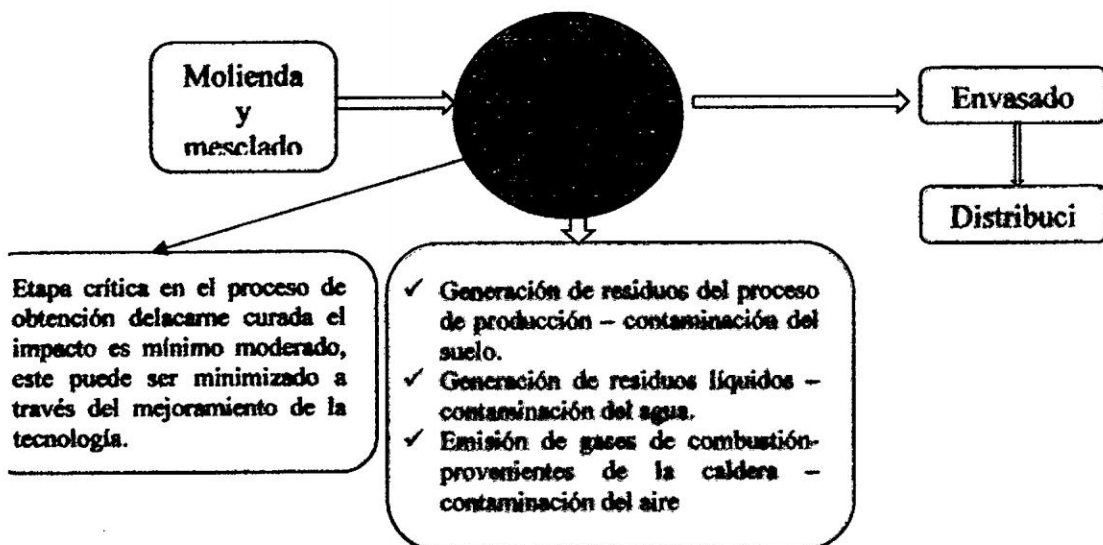 Molienda
y
mesclado
Envasado
Distribuci
Etapa crítica en el proceso de
obtención delacarne curada el
impacto es mínimo moderado,
este puede ser minimizado a
través del mejoramiento de la
tecnología.
✓ Generación de residuos del proceso
de producción – contaminación del
suelo.
✓ Generación de residuos líquidos –
contaminación del agua.
✓ Emisión de gases de combustión-
provenientes de la caldera –
contaminación del aire